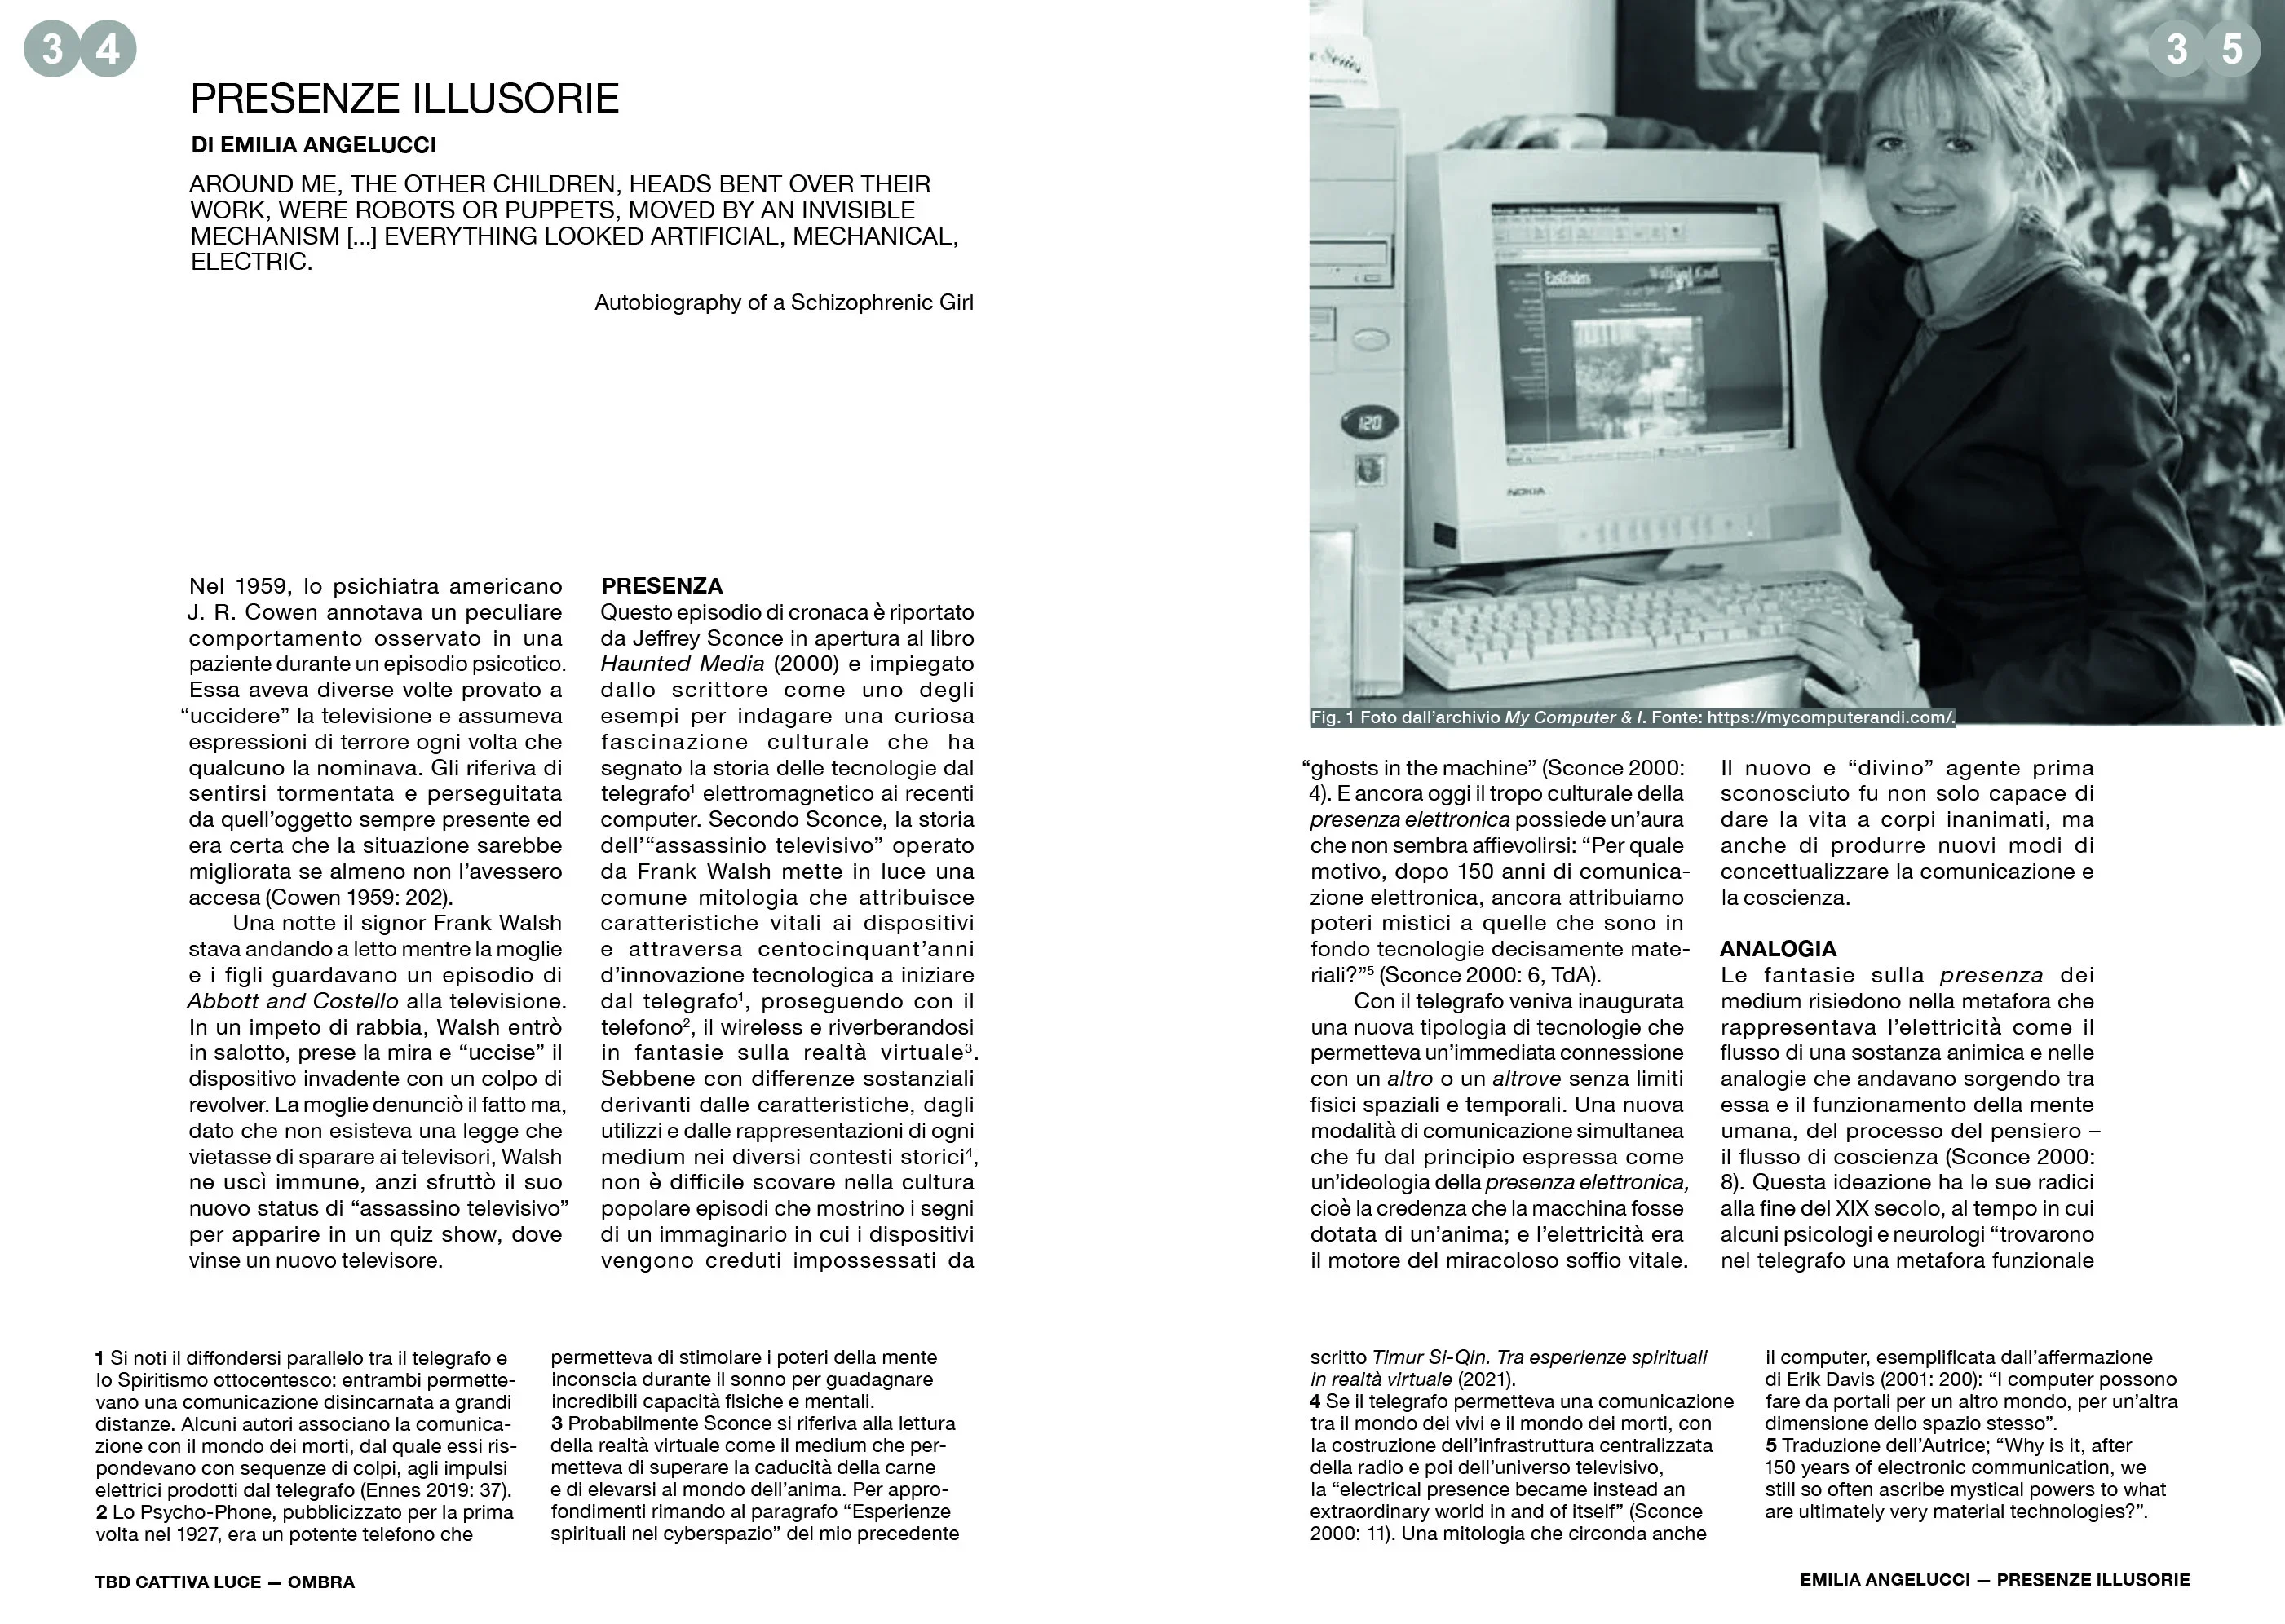 34
PRESENZE ILLUSORIE
DI EMILIA ANGELUCCI
AROUND ME, THE OTHER CHILDREN, HEADS BENT OVER THEIR
WORK, WERE ROBOTS OR PUPPETS, MOVED BY AN INVISIBLE
MECHANISM [...] EVERYTHING LOOKED ARTIFICIAL, MECHANICAL,
ELECTRIC.
Autobiography of a Schizophrenic Girl
Nel 1959, lo psichiatra americano
J. R. Cowen annotava un peculiare
comportamento osservato in una
paziente durante un episodio psicotico.
Essa aveva diverse volte provato a
“uccidere” la televisione e assumeva
espressioni di terrore ogni volta che
qualcuno la nominava. Gli riferiva di
sentirsi tormentata e perseguitata
da quell’oggetto sempre presente ed
era certa che la situazione sarebbe
migliorata se almeno non l’avessero
accesa (Cowen 1959: 202).
Una notte il signor Frank Walsh
stava andando a letto mentre la moglie
e i figli guardavano un episodio di
Abbott and Costello alla televisione.
In un impeto di rabbia, Walsh entrò
in salotto, prese la mira e “uccise” il
dispositivo invadente con un colpo di
revolver. La moglie denunciò il fatto ma,
dato che non esisteva una legge che
vietasse di sparare ai televisori, Walsh
ne uscì immune, anzi sfruttò il suo
nuovo status di “assassino televisivo”
per apparire in un quiz show, dove
vinse un nuovo televisore.
PRESENZA
Questo episodio di cronaca è riportato
da Jeffrey Sconce in apertura al libro
Haunted Media (2000) e impiegato
dallo scrittore come uno degli
esempi per indagare una curiosa
fascinazione culturale che ha
segnato la storia delle tecnologie dal
telegrafo¹ elettromagnetico ai recenti
computer. Secondo Sconce, la storia
dell’“assassinio televisivo” operato
da Frank Walsh mette in luce una
comune mitologia che attribuisce
caratteristiche vitali ai dispositivi
e attraversa centocinquant’anni
d’innovazione tecnologica a iniziare
dal telegrafo¹, proseguendo con il
telefono², il wireless e riverberandosi
in fantasie sulla realtà virtuale³.
Sebbene con differenze sostanziali
derivanti dalle caratteristiche, dagli
utilizzi e dalle rappresentazioni di ogni
medium nei diversi contesti storici⁴,
non è difficile scovare nella cultura
popolare episodi che mostrino i segni
di un immaginario in cui i dispositivi
vengono creduti impossessati da
1 Si noti il diffondersi parallelo tra il telegrafo e
lo Spiritismo ottocentesco: entrambi permette-
vano una comunicazione disincarnata a grandi
distanze. Alcuni autori associano la comunica-
zione con il mondo dei morti, dal quale essi ris-
pondevano con sequenze di colpi, agli impulsi
elettrici prodotti dal telegrafo (Ennes 2019: 37).
2 Lo Psycho-Phone, pubblicizzato per la prima
volta nel 1927, era un potente telefono che
permetteva di stimolare i poteri della mente
inconscia durante il sonno per guadagnare
incredibili capacità fisiche e mentali.
3 Probabilmente Sconce si riferiva alla lettura
della realtà virtuale come il medium che per-
metteva di superare la caducità della carne
e di elevarsi al mondo dell’anima. Per appro-
fondimenti rimando al paragrafo “Esperienze
spirituali nel cyberspazio” del mio precedente
TBD CATTIVA LUCE — OMBRA
35
Series
EastEnders
120
NOKIA
Fig. 1 Foto dall’archivio My Computer & I. Fonte: https://mycomputerandi.com/.
“ghosts in the machine” (Sconce 2000:
4). E ancora oggi il tropo culturale della
presenza elettronica possiede un’aura
che non sembra affievolirsi: “Per quale
motivo, dopo 150 anni di comunica-
zione elettronica, ancora attribuiamo
poteri mistici a quelle che sono in
fondo tecnologie decisamente mate-
riali?”⁵ (Sconce 2000: 6, TdA).
Con il telegrafo veniva inaugurata
una nuova tipologia di tecnologie che
permetteva un’immediata connessione
con un altro o un altrove senza limiti
fisici spaziali e temporali. Una nuova
modalità di comunicazione simultanea
che fu dal principio espressa come
un’ideologia della presenza elettronica,
cioè la credenza che la macchina fosse
dotata di un’anima; e l’elettricità era
il motore del miracoloso soffio vitale.
Il nuovo e “divino” agente prima
sconosciuto fu non solo capace di
dare la vita a corpi inanimati, ma
anche di produrre nuovi modi di
concettualizzare la comunicazione e
la coscienza.
ANALOGIA
Le fantasie sulla presenza dei
medium risiedono nella metafora che
rappresentava l’elettricità come il
flusso di una sostanza animica e nelle
analogie che andavano sorgendo tra
essa e il funzionamento della mente
umana, del processo del pensiero –
il flusso di coscienza (Sconce 2000:
8). Questa ideazione ha le sue radici
alla fine del XIX secolo, al tempo in cui
alcuni psicologi e neurologi “trovarono
nel telegrafo una metafora funzionale
scritto Timur Si-Qin. Tra esperienze spirituali
in realtà virtuale (2021).
4 Se il telegrafo permetteva una comunicazione
tra il mondo dei vivi e il mondo dei morti, con
la costruzione dell’infrastruttura centralizzata
della radio e poi dell’universo televisivo,
la “electrical presence became instead an
extraordinary world in and of itself” (Sconce
2000: 11). Una mitologia che circonda anche
il computer, esemplificata dall’affermazione
di Erik Davis (2001: 200): “I computer possono
fare da portali per un altro mondo, per un’altra
dimensione dello spazio stesso”.
5 Traduzione dell’Autrice; “Why is it, after
150 years of electronic communication, we
still so often ascribe mystical powers to what
are ultimately very material technologies?”.
EMILIA ANGELUCCI — PRESENZE ILLUSORIE